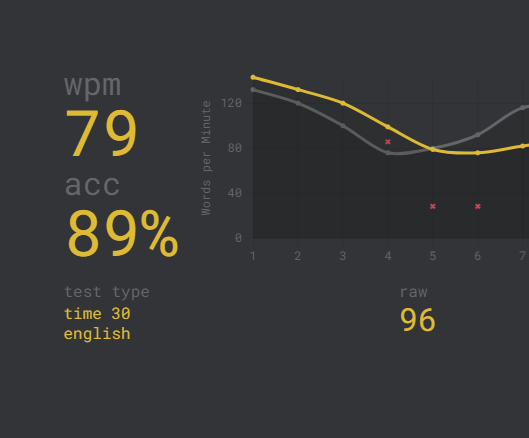 wpm
79
acc
89%
test type
time 30
english
Words per Minute
120
80
40
0
1 2 3 4 5 6 7
raw
96